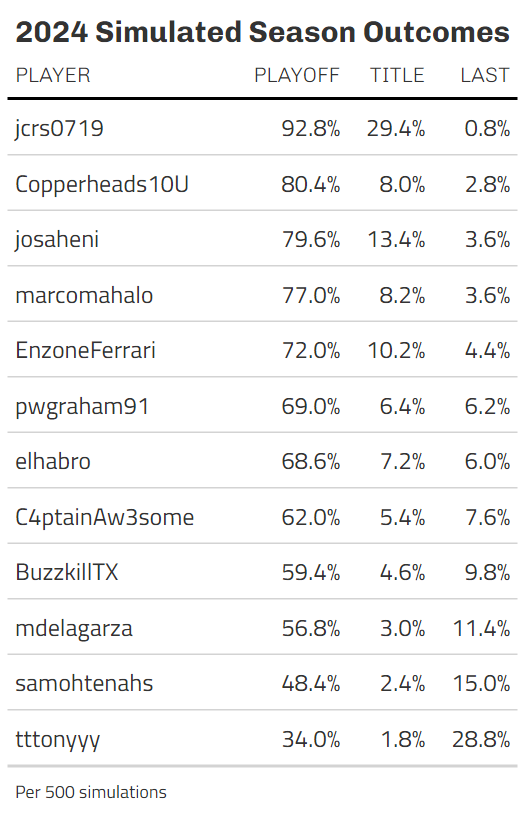 2024 Simulated Season Outcomes
PLAYER PLAYOFF TITLE LAST
jcrs0719 92.8% 29.4% 0.8%
Copperheads10U 80.4% 8.0% 2.8%
josaheni 79.6% 13.4% 3.6%
marcomahalo 77.0% 8.2% 3.6%
EnzoneFerrari 72.0% 10.2% 4.4%
pwgraham91 69.0% 6.4% 6.2%
elhabro 68.6% 7.2% 6.0%
C4ptainAw3some 62.0% 5.4% 7.6%
BuzzkillTX 59.4% 4.6% 9.8%
mdelagarza 56.8% 3.0% 11.4%
samohtenahs 48.4% 2.4% 15.0%
tttonyyy 34.0% 1.8% 28.8%
Per 500 simulations